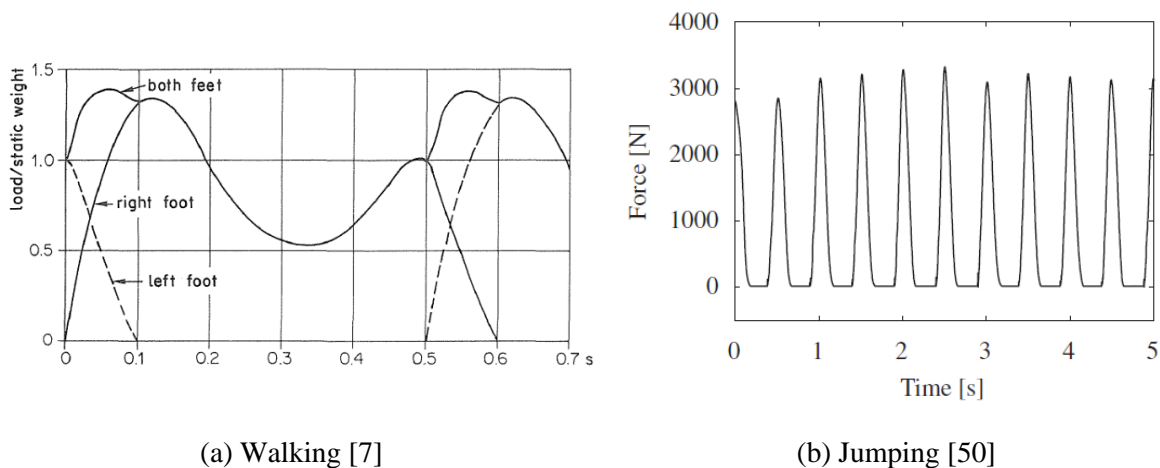 1.5
both feet
1.0
right foot
0.5
left foot
0
0 0.1 0.2 0.3 0.4 0.5 0.6 0.7 s
load/static weight
(a) Walking [7]
4000
3000
2000
1000
0
Force [N]
0 1 2 3 4 5
Time [s]
(b) Jumping [50]